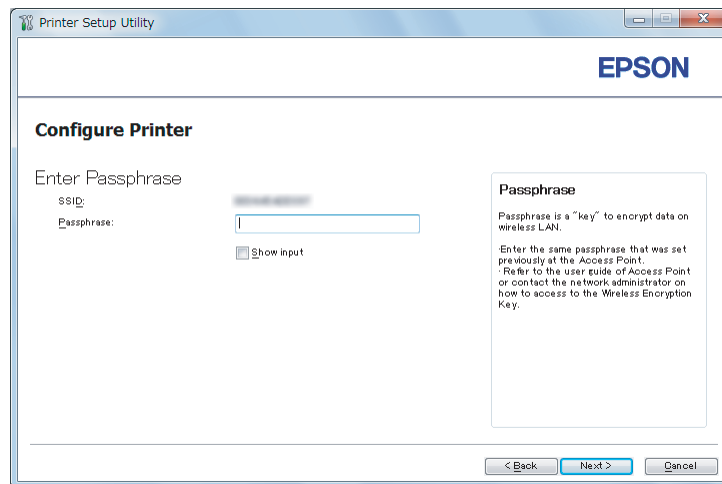 Printer Setup Utility
EPSON
Configure Printer
Enter Passphrase
SSID:
Passphrase:
Show input
Passphrase
Passphrase is a "key" to encrypt data on
wireless LAN.
·Enter the same passphrase that was set
previously at the Access Point.
· Refer to the user guide of Access Point
or contact the network administrator on
how to access to the Wireless Encryption
Key.
< Back Next > Cancel